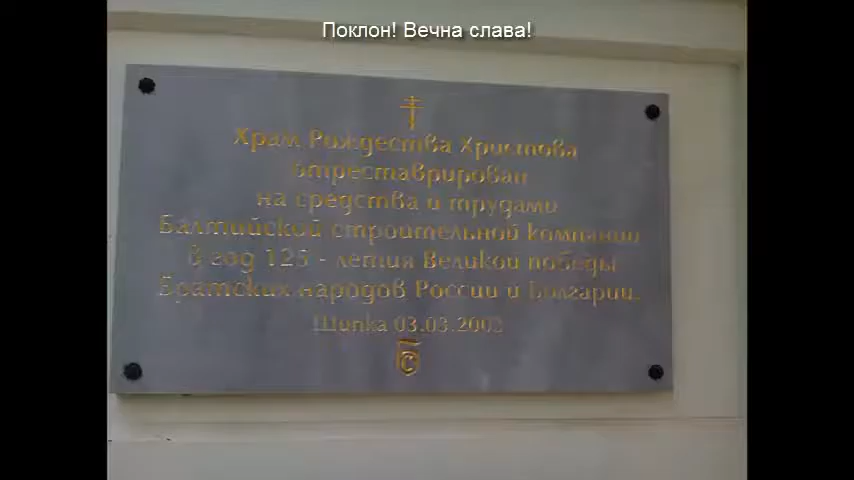 Поклон! Вечна слава!
Храм Рождества Христова
отреставрирован
на средства и трудами
Балтийской строительной компании
в год 125 - летия Великой победы
Братских народов России и Болгарии.
Шипка 03.03.2003
С